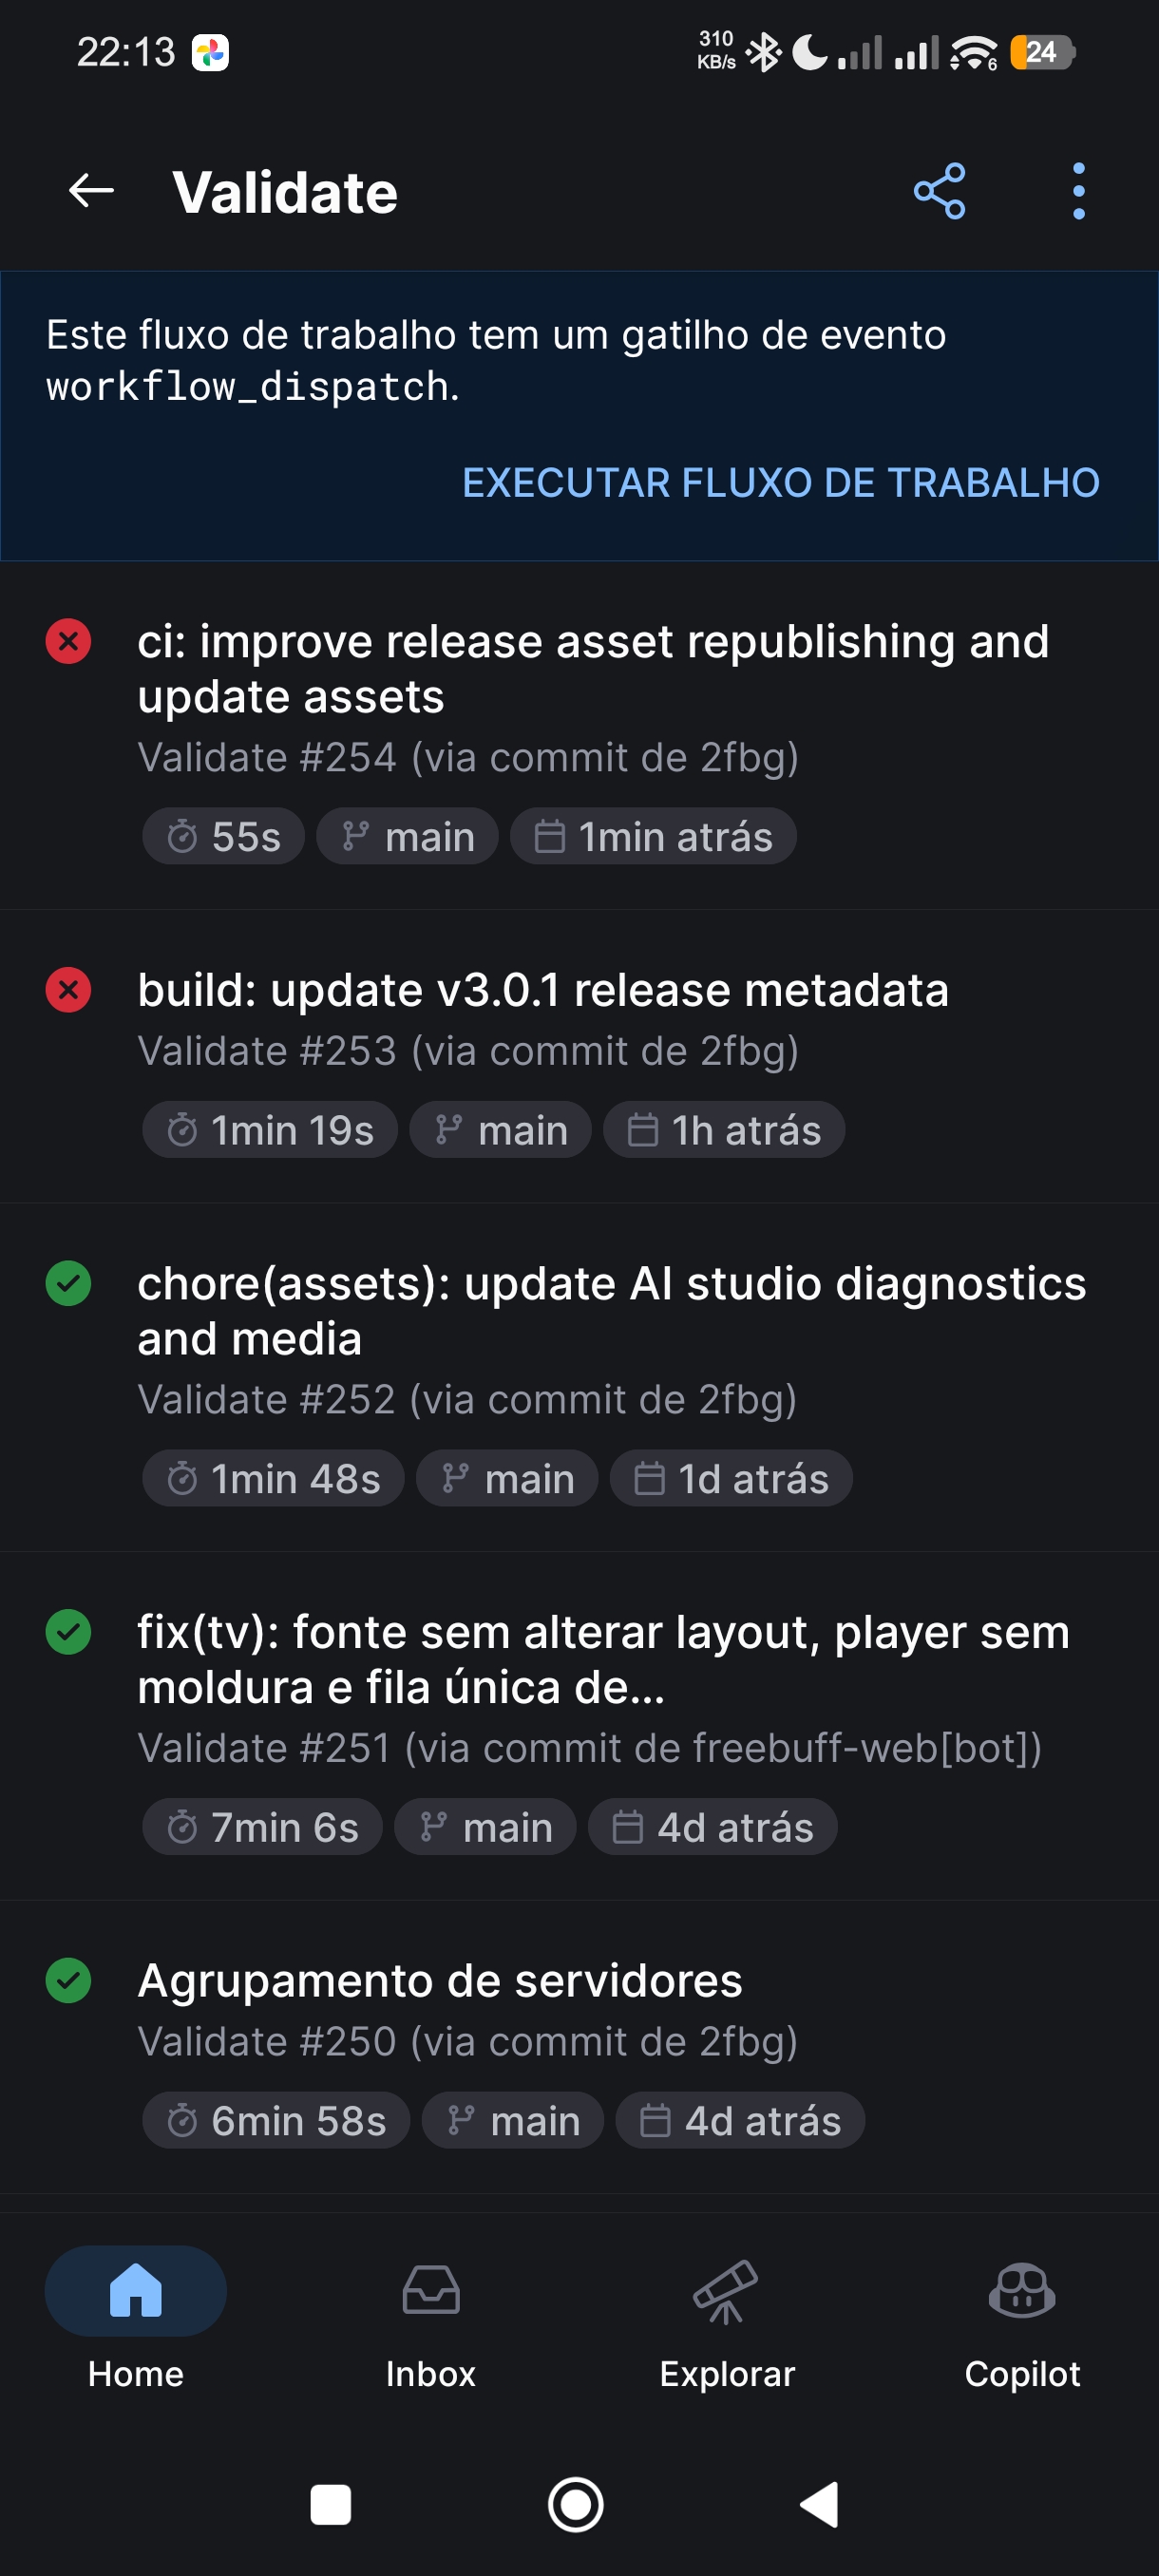 22:13
310
KB/s
6
24
Validate
Este fluxo de trabalho tem um gatilho de evento
workflow_dispatch.
EXECUTAR FLUXO DE TRABALHO
ci: improve release asset republishing and
update assets
Validate #254 (via commit de 2fbg)
55s main 1min atrás
build: update v3.0.1 release metadata
Validate #253 (via commit de 2fbg)
1min 19s main 1h atrás
chore(assets): update AI studio diagnostics
and media
Validate #252 (via commit de 2fbg)
1min 48s main 1d atrás
fix(tv): fonte sem alterar layout, player sem
moldura e fila única de...
Validate #251 (via commit de freebuff-web[bot])
7min 6s main 4d atrás
Agrupamento de servidores
Validate #250 (via commit de 2fbg)
6min 58s main 4d atrás
Home Inbox Explorar Copilot